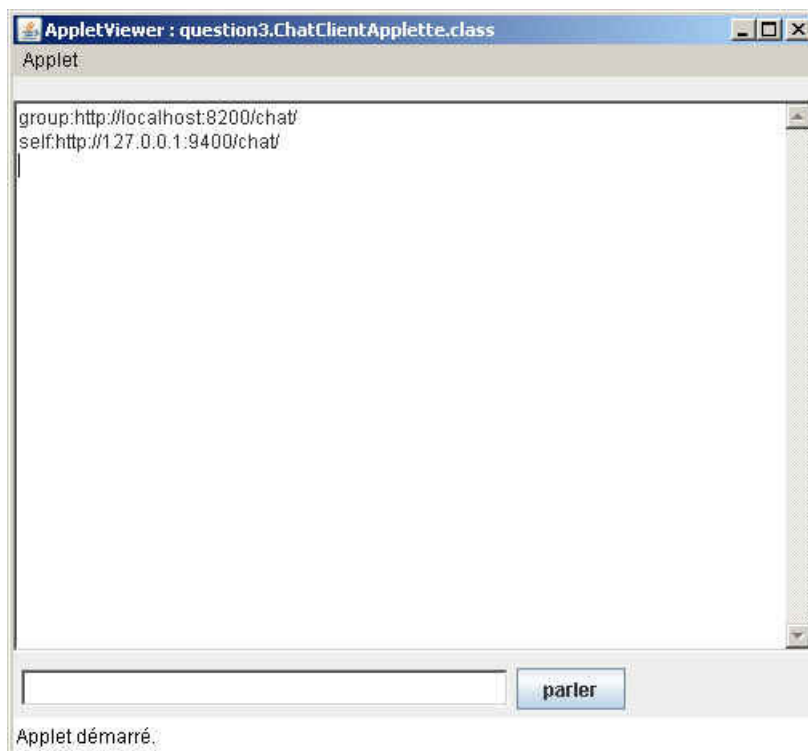 AppletViewer : question3.ChatClientApplette.class
Applet
group:http://localhost:8200/chat/
self:http://127.0.0.1:9400/chat/
parler
Applet démarré.